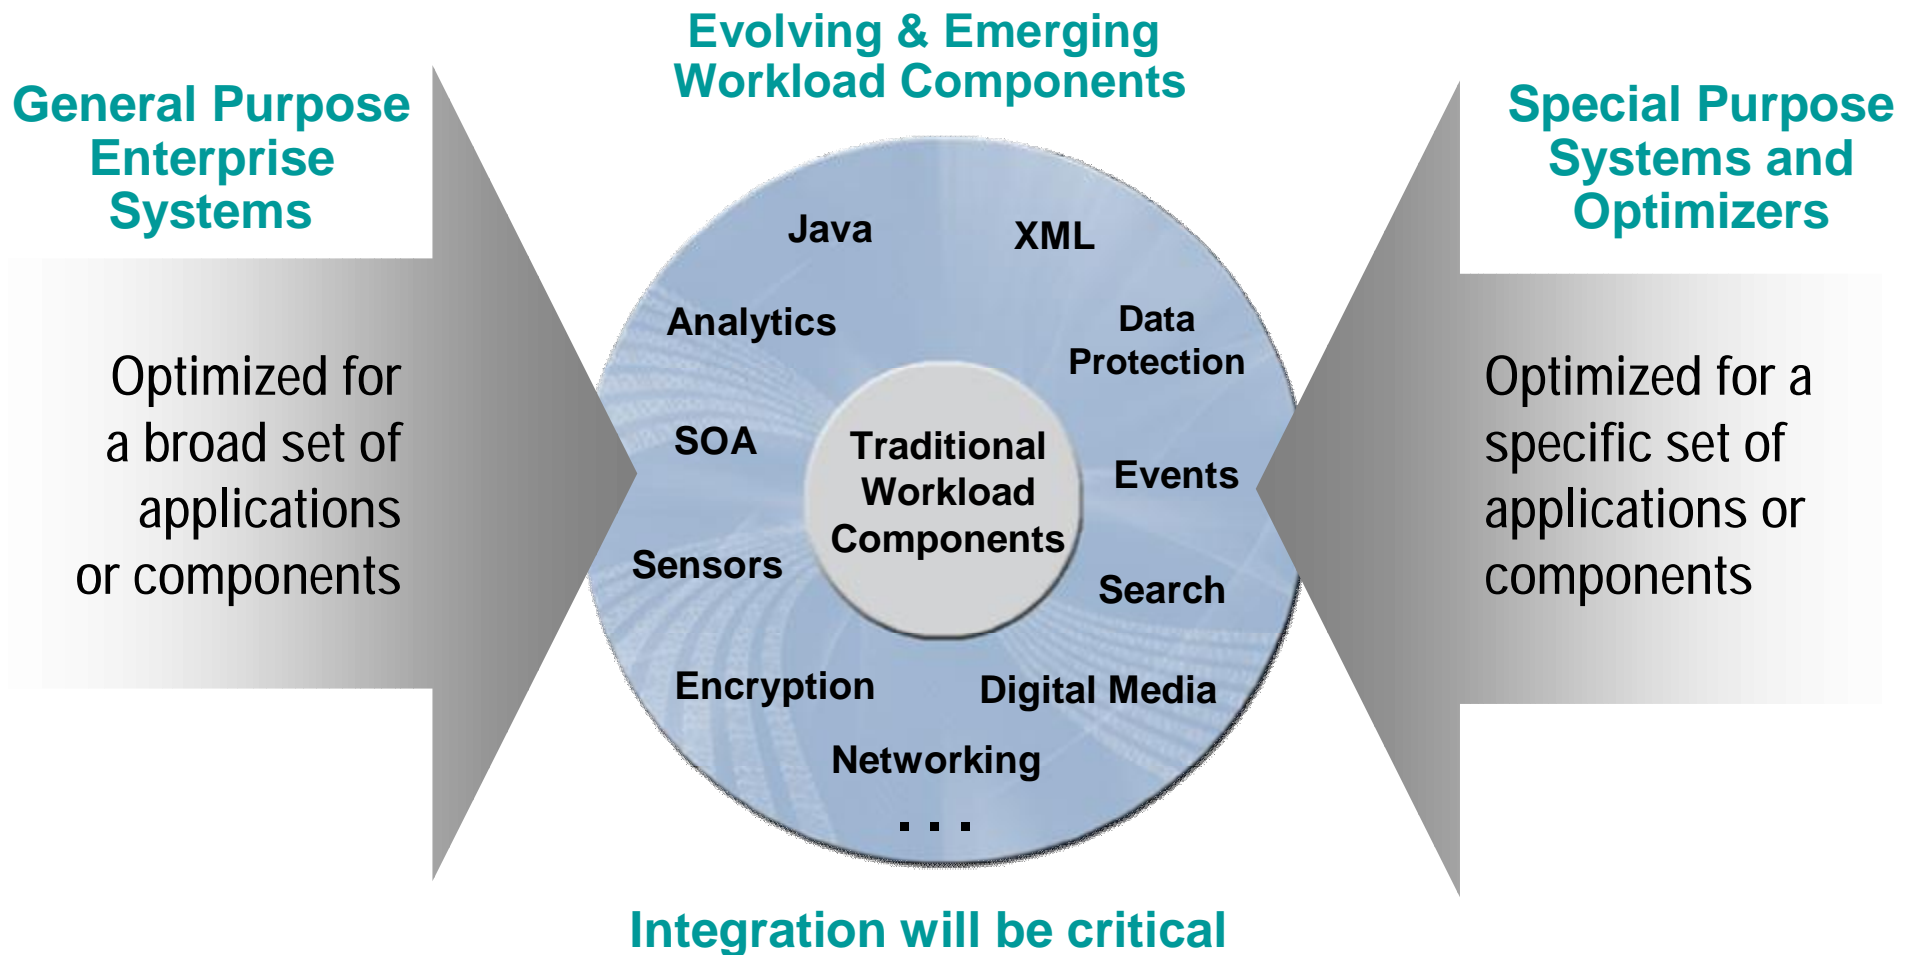 Evolving & Emerging
Workload Components
General Purpose
Enterprise
Systems
Optimized for
a broad set of
applications
or components
Java
XML
Analytics
Data
Protection
SOA
Traditional
Workload
Components
Events
Sensors
Search
Encryption
Digital Media
Networking
. . .
Special Purpose
Systems and
Optimizers
Optimized for a
specific set of
applications or
components
Integration will be critical